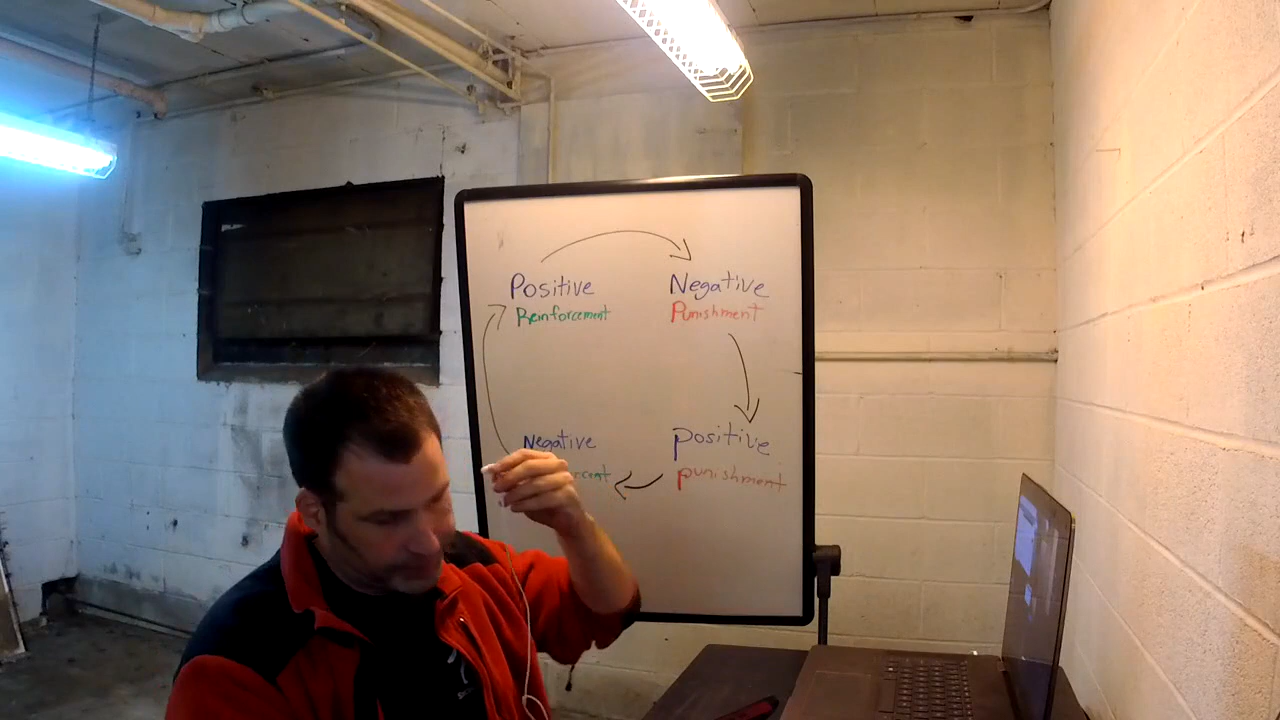 Positive
Reinforcement
Negative
Punishment
Negative
positive
punishment